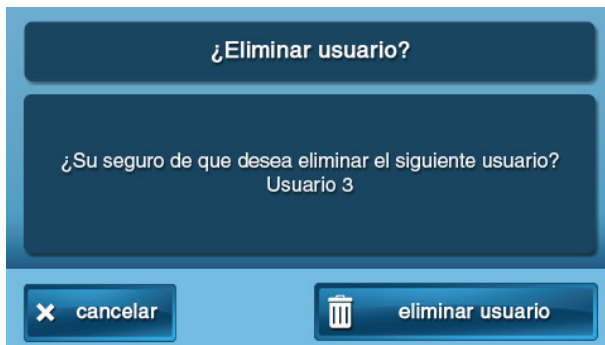 ¿Eliminar usuario?
¿Su seguro de que desea eliminar el siguiente usuario?
Usuario 3
cancelar
eliminar usuario